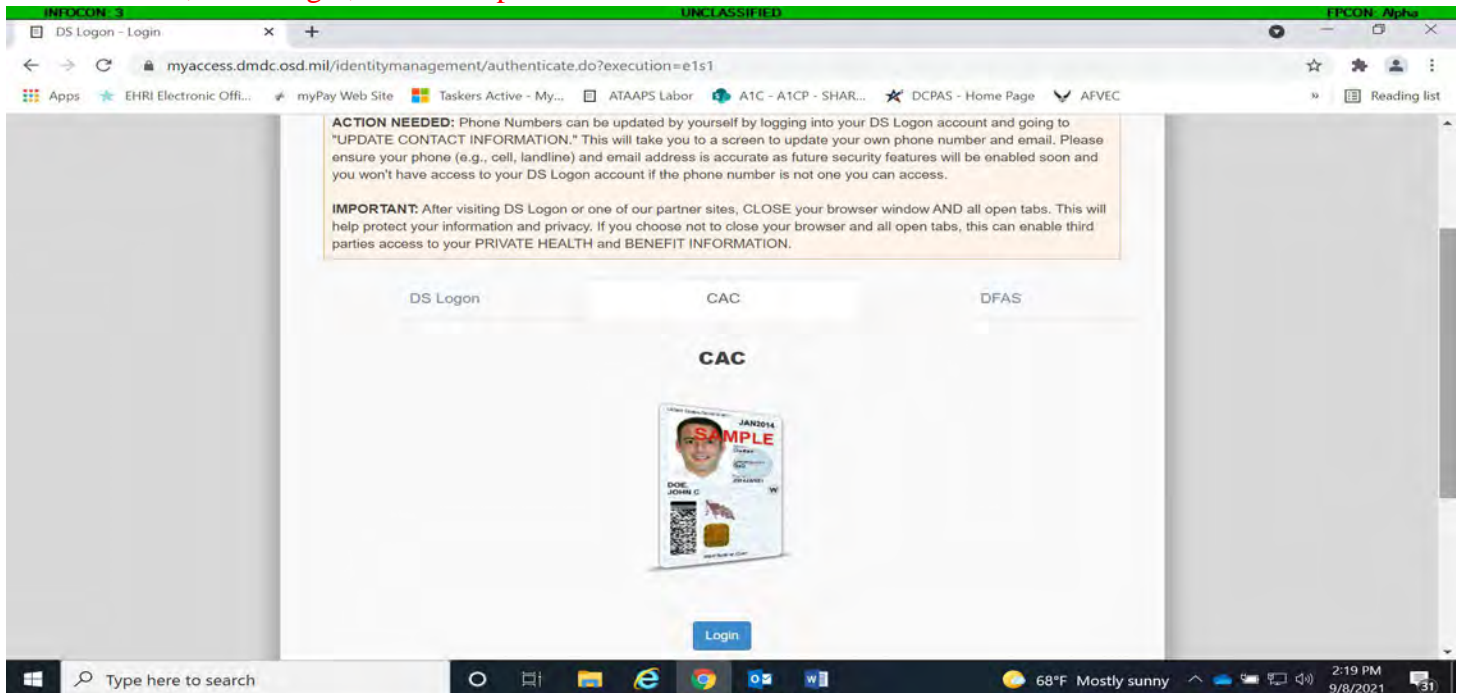 INFOCON: 3 UNCLASSIFIED FPCON: Alpha
DS Logon - Login
myaccess.dmdc.osd.mil/identitymanagement/authenticate.do?execution=e1s1
Apps EHRI Electronic Offi... myPay Web Site Taskers Active - My... ATAAPS Labor A1C - A1CP - SHAR... DCPAS - Home Page AFVEC » Reading list
ACTION NEEDED: Phone Numbers can be updated by yourself by logging into your DS Logon account and going to
"UPDATE CONTACT INFORMATION." This will take you to a screen to update your own phone number and email. Please
ensure your phone (e.g., cell, landline) and email address is accurate as future security features will be enabled soon and
you won't have access to your DS Logon account if the phone number is not one you can access.
IMPORTANT: After visiting DS Logon or one of our partner sites, CLOSE your browser window AND all open tabs. This will
help protect your information and privacy. If you choose not to close your browser and all open tabs, this can enable third
parties access to your PRIVATE HEALTH and BENEFIT INFORMATION.
DS Logon CAC DFAS
CAC
JAN2014
SAMPLE
DOE,
JOHN C
W
Login
Type here to search
68°F Mostly sunny
2:19 PM
9/8/2021
31